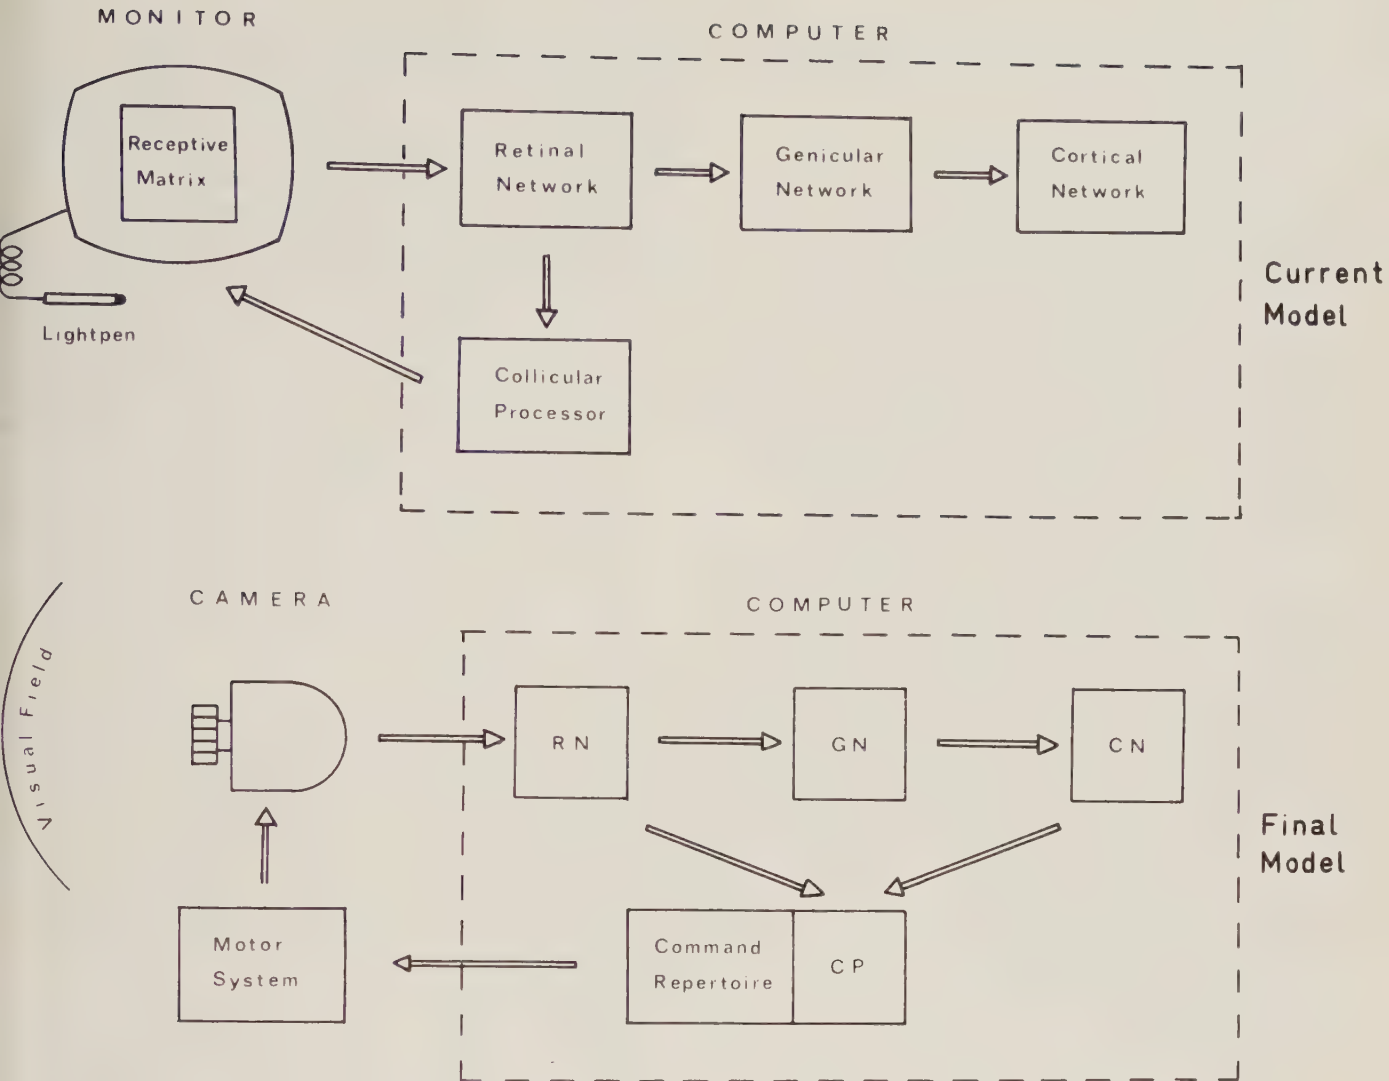 MONITOR
COMPUTER
Receptive
Matrix
Retinal
Network
Genicular
Network
Cortical
Network
Current
Model
Lightpen
Collicular
Processor
CAMERA
COMPUTER
Visual Field
RN
GN
CN
Final
Model
Motor
System
Command
Repertoire
CP